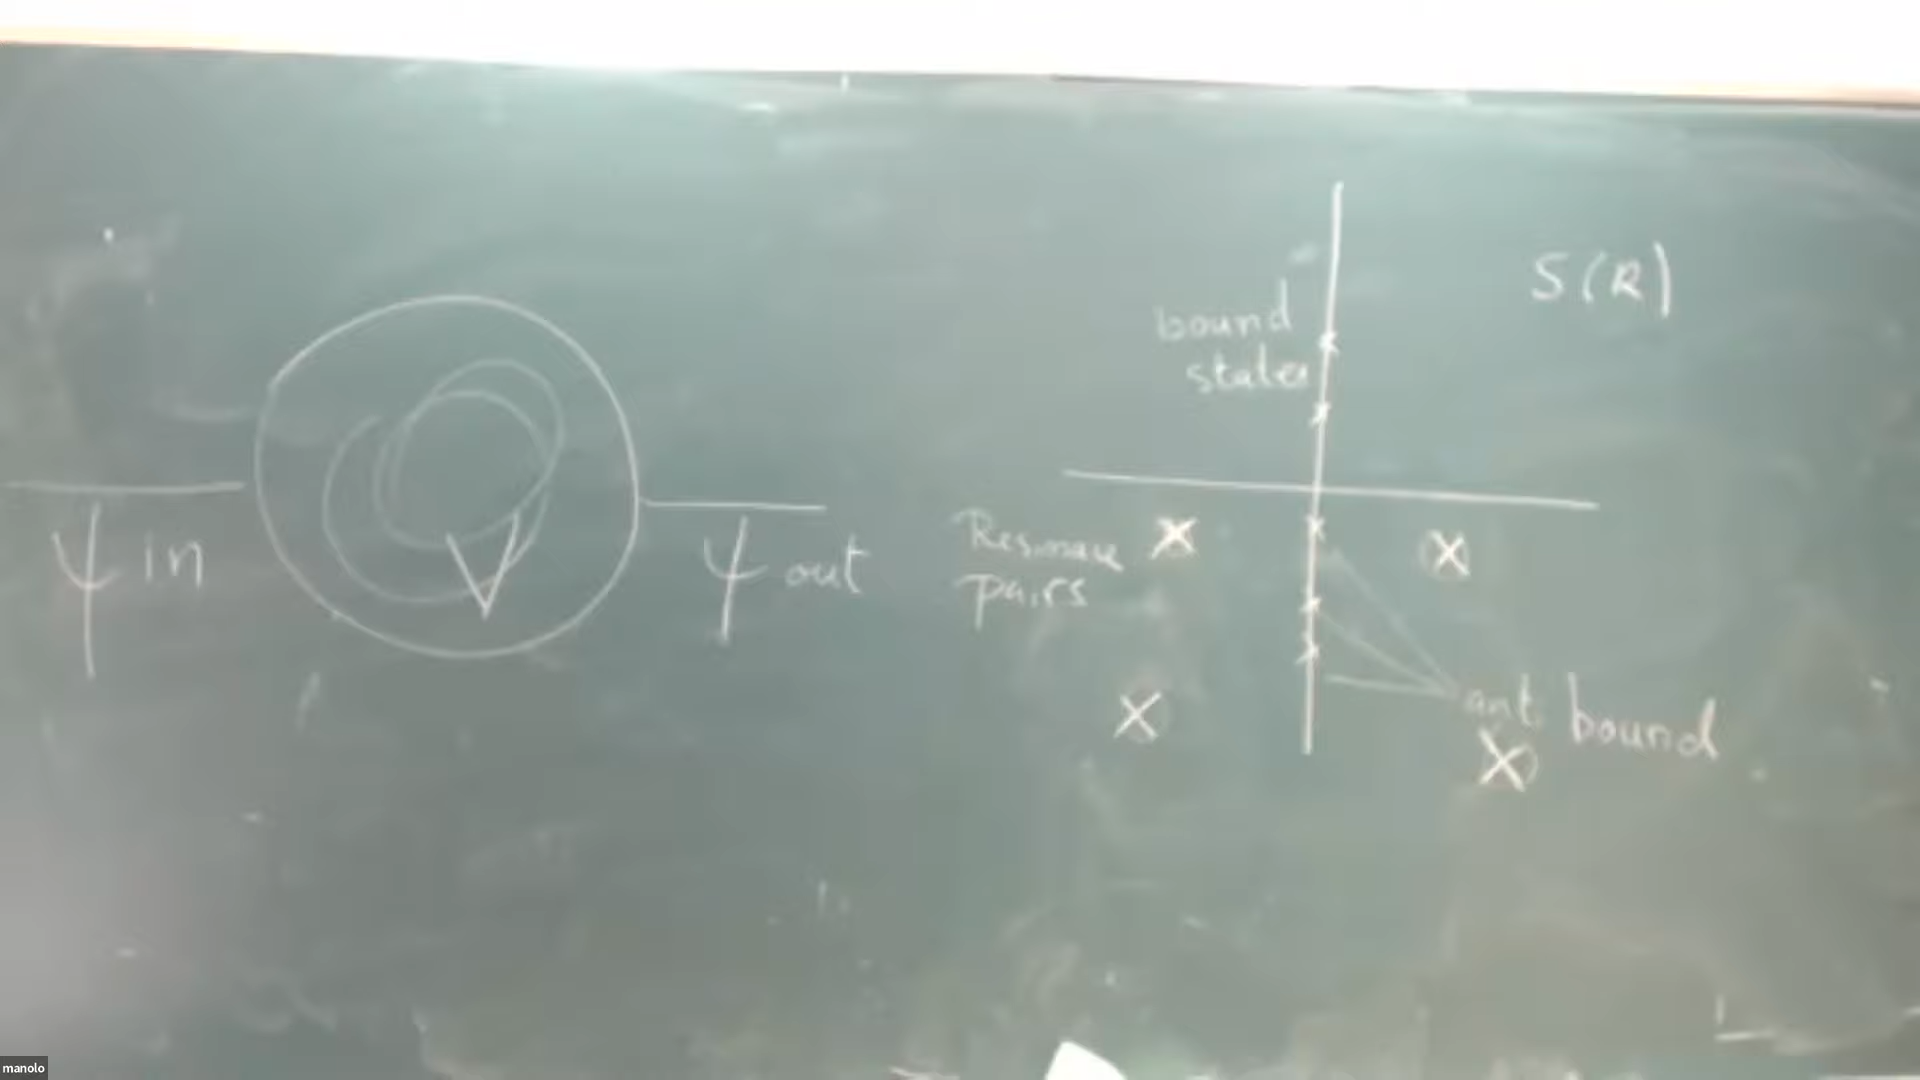 ψ in
V
ψ out
bound
states
S(k)
Resonance
pairs
anti bound
manolo